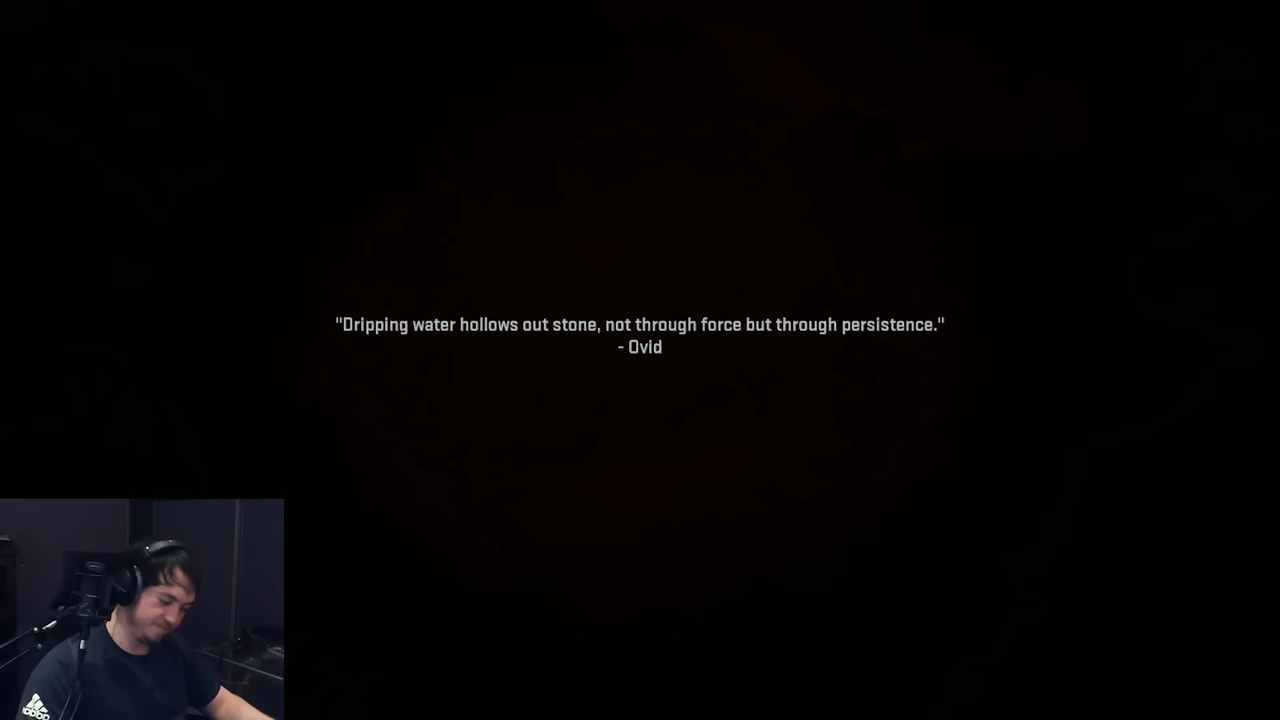 "Dripping water hollows out stone, not through force but through persistence."
- Ovid